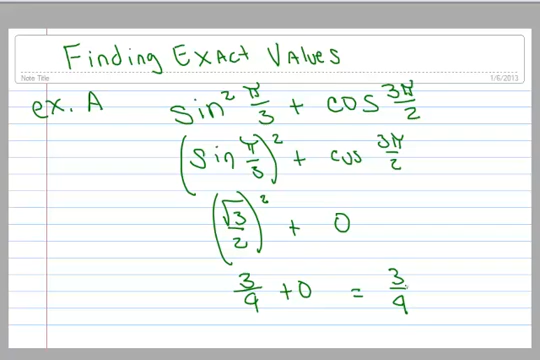 Finding Exact Values
Note Title
1/6/2013
ex. A sin² π/3 + cos 3π/2
(sin π/3)² + cos 3π/2
(√3/2)² + 0
3/4 + 0 = 3/4